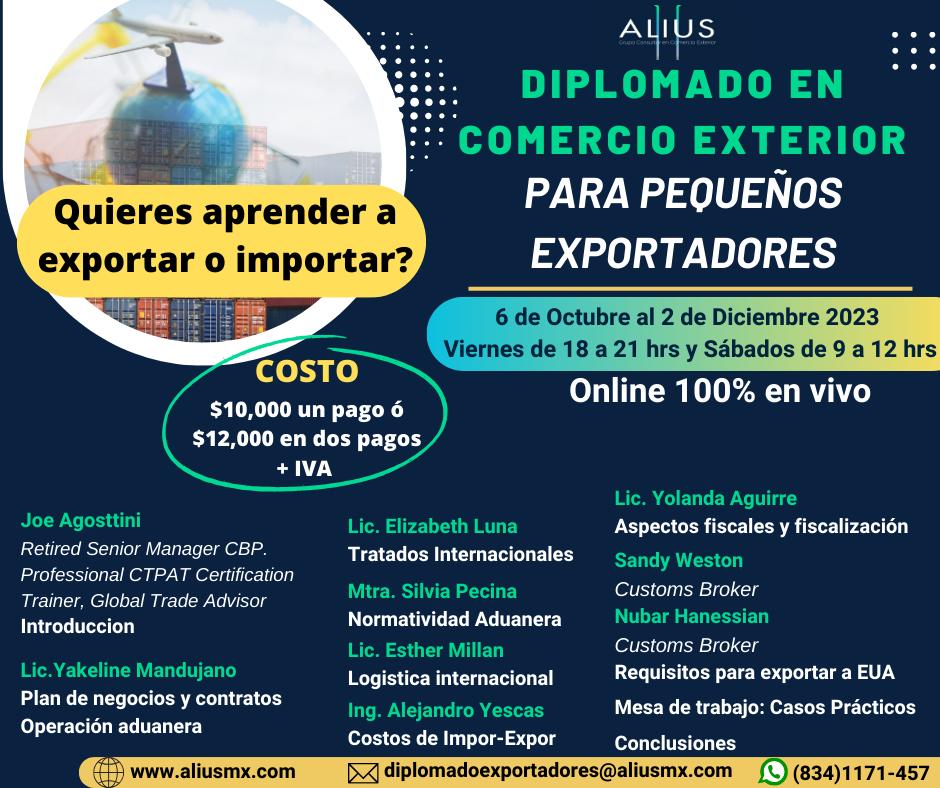 ALIUS
Grupo Consultor en Comercio Exterior
DIPLOMADO EN
COMERCIO EXTERIOR
PARA PEQUEÑOS
EXPORTADORES
Quieres aprender a
exportar o importar?
6 de Octubre al 2 de Diciembre 2023
Viernes de 18 a 21 hrs y Sábados de 9 a 12 hrs
Online 100% en vivo
COSTO
$10,000 un pago ó
$12,000 en dos pagos
+ IVA
Joe Agosttini
Retired Senior Manager CBP.
Professional CTPAT Certification
Trainer, Global Trade Advisor
Introduccion
Lic.Yakeline Mandujano
Plan de negocios y contratos
Operación aduanera
Lic. Elizabeth Luna
Tratados Internacionales
Mtra. Silvia Pecina
Normatividad Aduanera
Lic. Esther Millan
Logistica internacional
Ing. Alejandro Yescas
Costos de Impor-Expor
Lic. Yolanda Aguirre
Aspectos fiscales y fiscalización
Sandy Weston
Customs Broker
Nubar Hanessian
Customs Broker
Requisitos para exportar a EUA
Mesa de trabajo: Casos Prácticos
Conclusiones
www.aliusmx.com
diplomadoexportadores@aliusmx.com
(834)1171-457